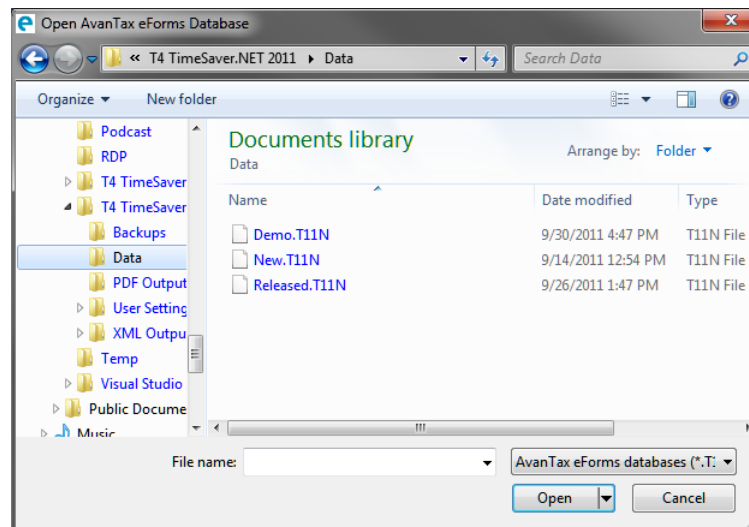 Open AvanTax eForms Database
« T4 TimeSaver.NET 2011 Data
Search Data
Organize New folder
Podcast
RDP
T4 TimeSaver
T4 TimeSaver
Backups
Data
PDF Output
User Setting
XML Outpu
Temp
Visual Studio
Public Docume
Music
Documents library
Data
Arrange by: Folder
Name Date modified Type
Demo.T11N 9/30/2011 4:47 PM T11N File
New.T11N 9/14/2011 12:54 PM T11N File
Released.T11N 9/26/2011 1:47 PM T11N File
File name:
AvanTax eForms databases (*.T:
Open Cancel